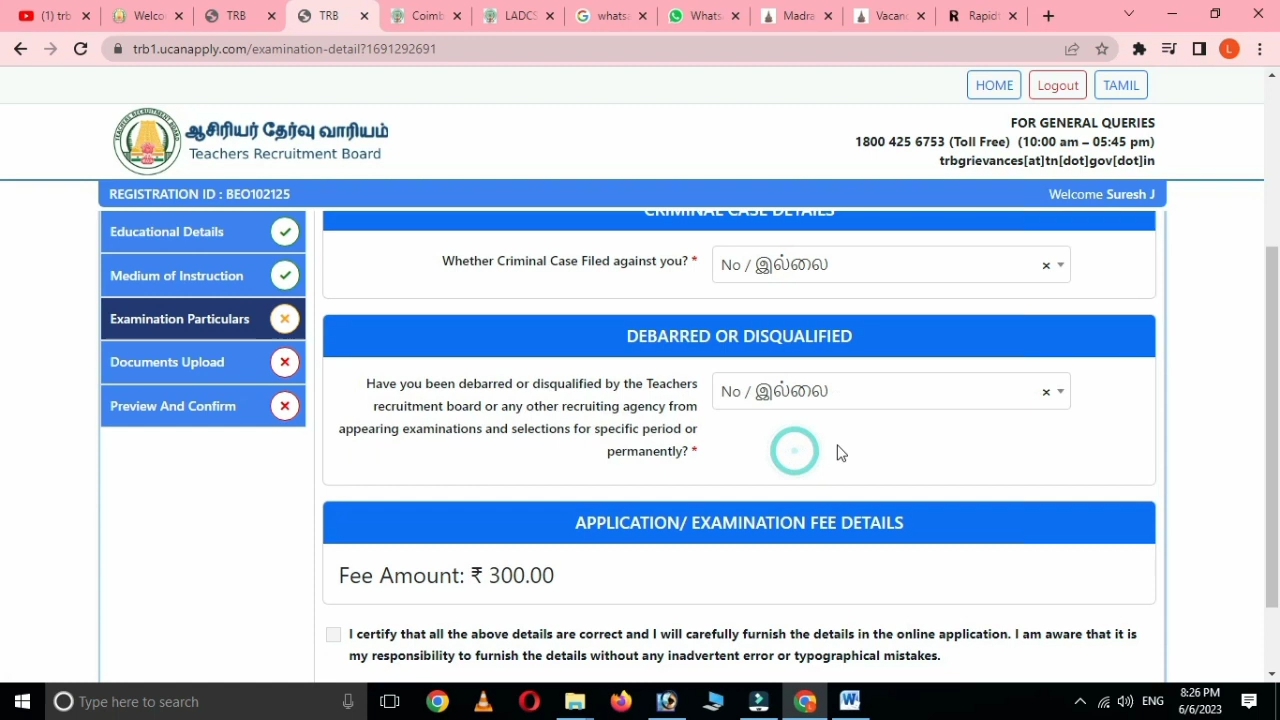 (1) trb
Welco
TRB
TRB
Coimb
LADCS
whatsa
Whats
Madra
Vacan
Rapid
trb1.ucanapply.com/examination-detail?1691292691
L
HOME
Logout
TAMIL
ஆசிரியர் தேர்வு வாரியம்
Teachers Recruitment Board
FOR GENERAL QUERIES
1800 425 6753 (Toll Free) (10:00 am – 05:45 pm)
trbgrievances[at]tn[dot]gov[dot]in
REGISTRATION ID : BEO102125
Welcome Suresh J
Educational Details
Medium of Instruction
Examination Particulars
Documents Upload
Preview And Confirm
CRIMINAL CASE DETAILS
Whether Criminal Case Filed against you? *
No / இல்லை
DEBARRED OR DISQUALIFIED
Have you been debarred or disqualified by the Teachers
recruitment board or any other recruiting agency from
appearing examinations and selections for specific period or
permanently? *
No / இல்லை
APPLICATION/ EXAMINATION FEE DETAILS
Fee Amount: ₹ 300.00
I certify that all the above details are correct and I will carefully furnish the details in the online application. I am aware that it is
my responsibility to furnish the details without any inadvertent error or typographical mistakes.
Type here to search
ENG
8:26 PM
6/6/2023